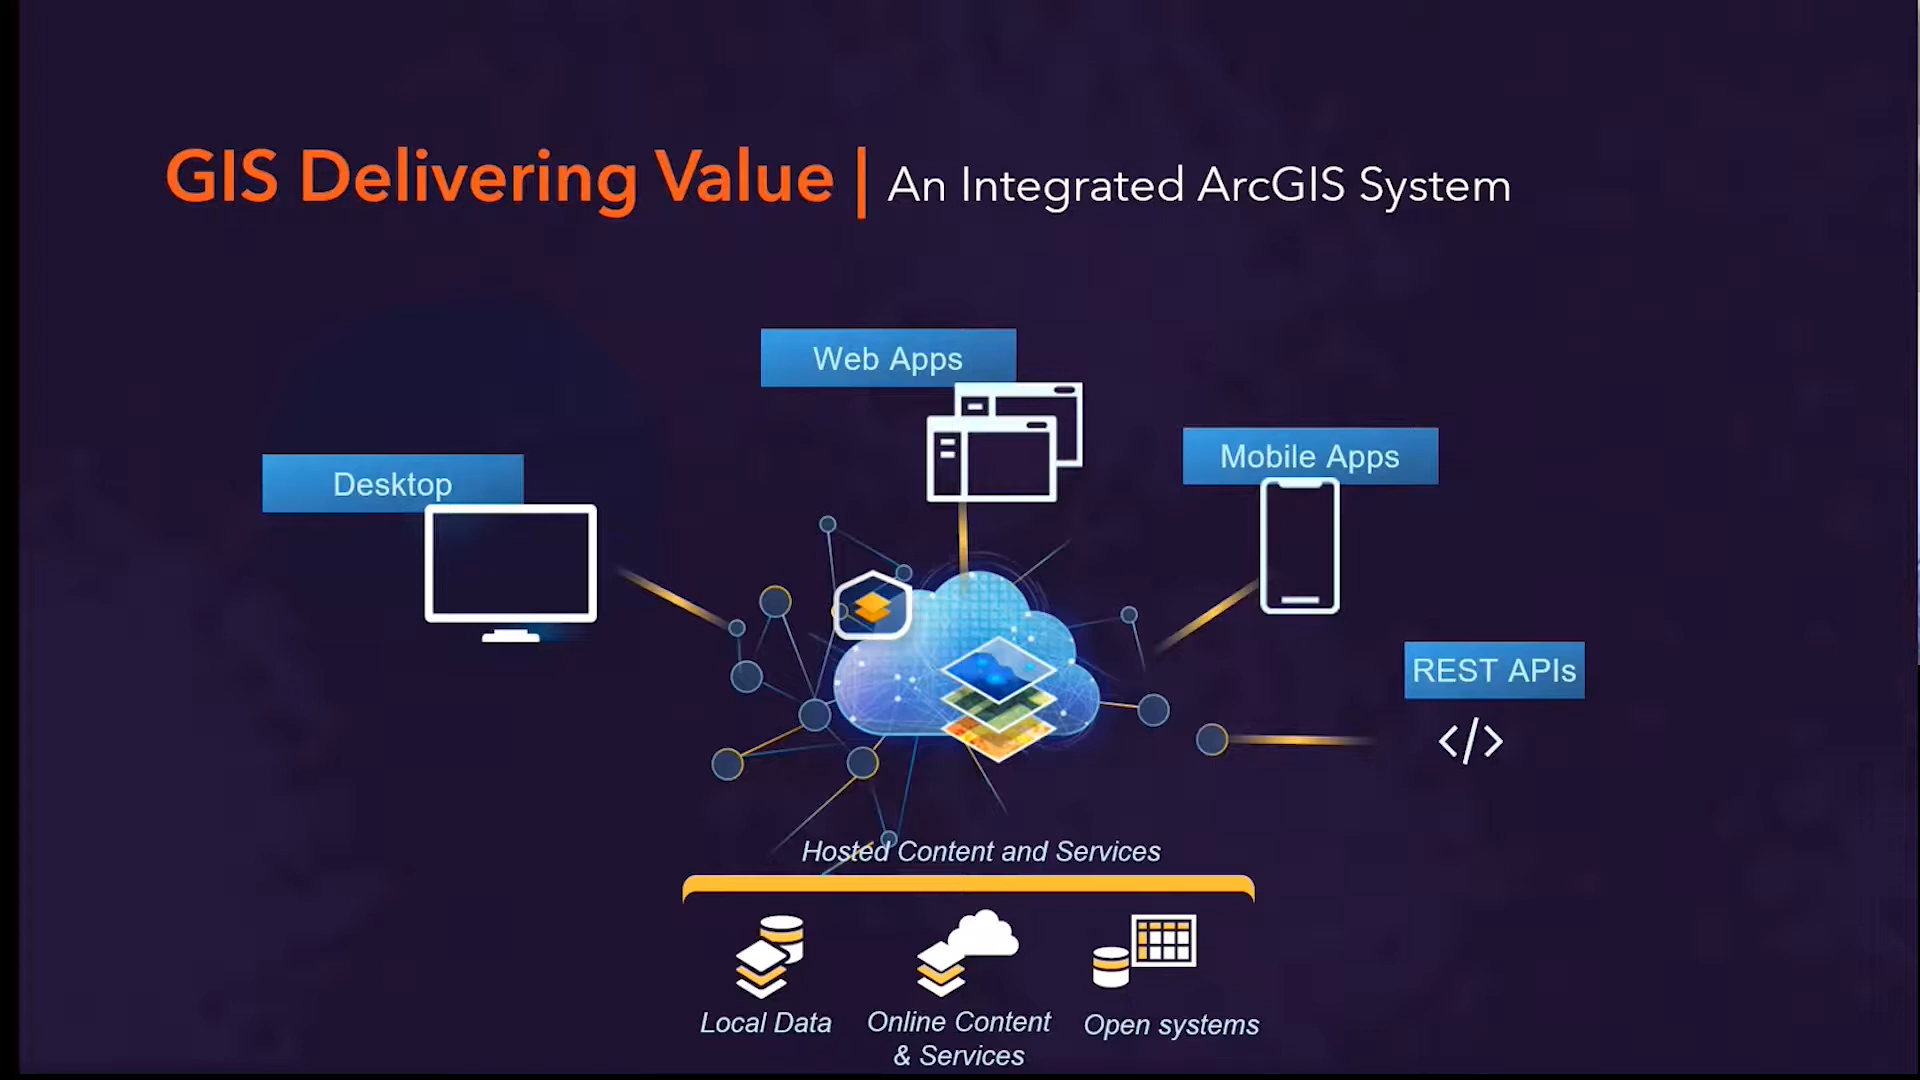 GIS Delivering Value | An Integrated ArcGIS System
Web Apps
Mobile Apps
Desktop
REST APIs
</>
Hosted Content and Services
Local Data
Online Content
& Services
Open systems